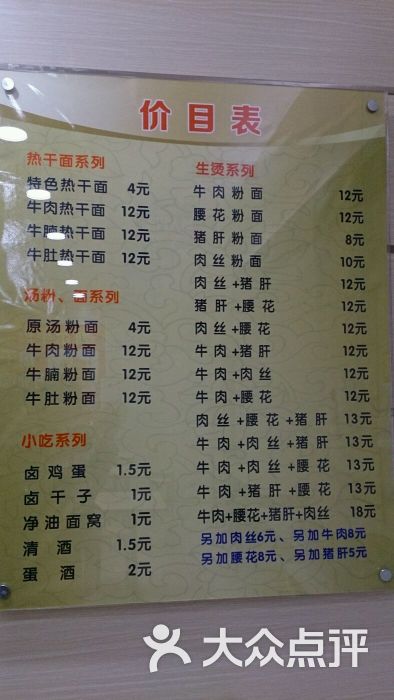 价目表
热干面系列
特色热干面 4元
牛肉热干面 12元
牛腩热干面 12元
牛肚热干面 12元
汤粉、面系列
原汤粉面 4元
牛肉粉面 12元
牛腩粉面 12元
牛肚粉面 12元
小吃系列
卤鸡蛋 1.5元
卤干子 1元
净油面窝 1元
清酒 1.5元
蛋酒 2元
生烫系列
牛肉粉面 12元
腰花粉面 12元
猪肝粉面 8元
肉丝粉面 10元
肉丝+猪肝 12元
猪肝+腰花 12元
肉丝+腰花 12元
牛肉+猪肝 12元
牛肉+肉丝 12元
牛肉+腰花 12元
肉丝+腰花+猪肝 13元
牛肉+肉丝+猪肝 13元
牛肉+肉丝+腰花 13元
牛肉+猪肝+腰花 13元
牛肉+腰花+猪肝+肉丝 18元
另加肉丝6元、另加牛肉8元
另加腰花8元、另加猪肝5元
大众点评